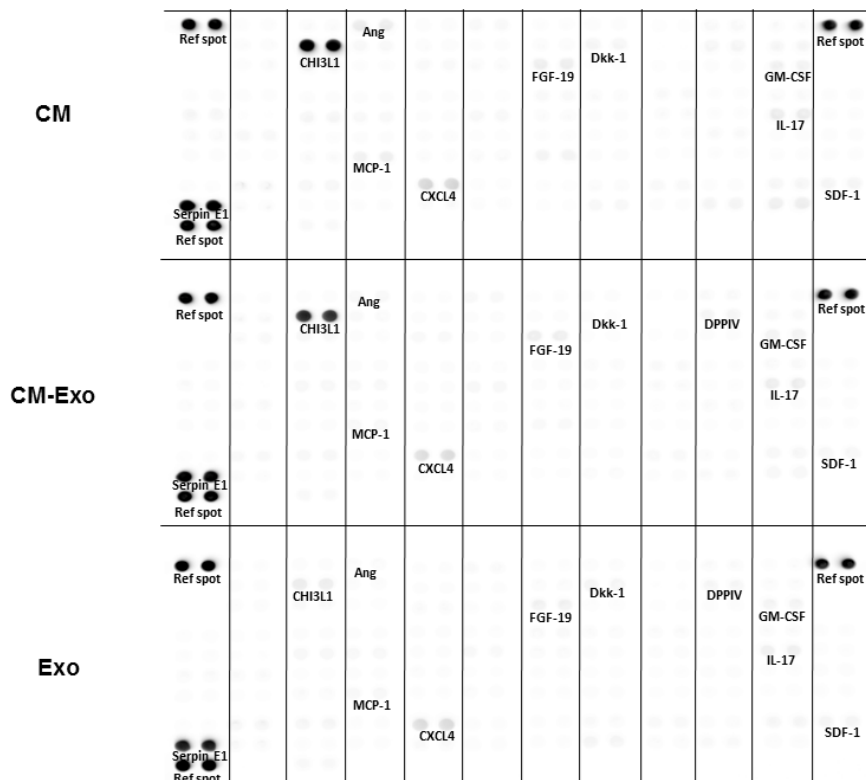 CM
Ref spot
CHI3L1
Ang
FGF-19
Dkk-1
GM-CSF
Ref spot
IL-17
MCP-1
CXCL4
SDF-1
Serpin E1
Ref spot
CM-Exo
Ref spot
CHI3L1
Ang
FGF-19
Dkk-1
DPPIV
GM-CSF
Ref spot
IL-17
MCP-1
CXCL4
SDF-1
Serpin E1
Ref spot
Exo
Ref spot
CHI3L1
Ang
FGF-19
Dkk-1
DPPIV
GM-CSF
Ref spot
IL-17
MCP-1
CXCL4
SDF-1
Serpin E1
Ref spot